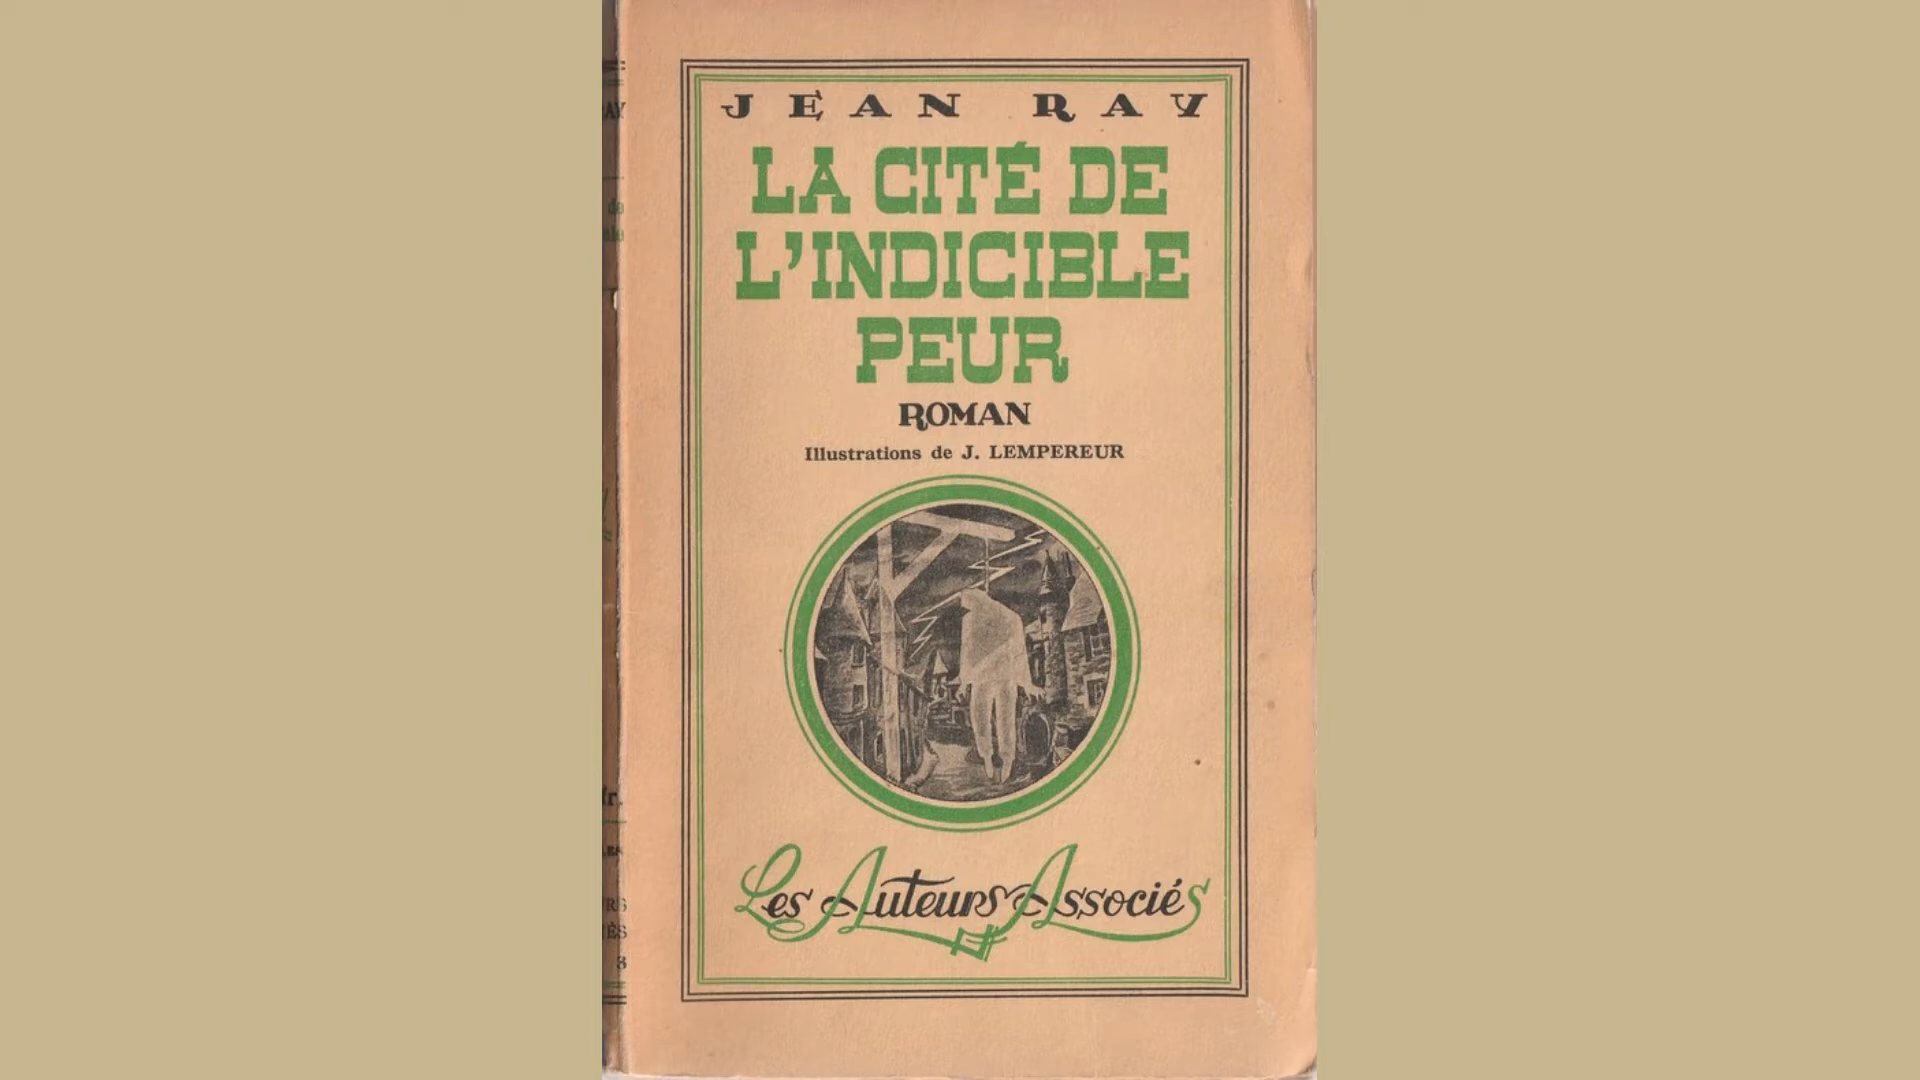 JEAN RAY
LA CITÉ DE
L'INDICIBLE
PEUR
ROMAN
Illustrations de J. LEMPEREUR
Les Auteurs Associés